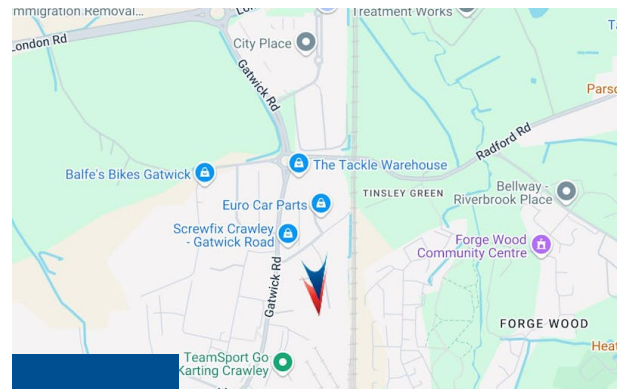 mmigration Removal...
Treatment Works
London Rd
City Place
Gatwick Rd
Radford Rd
The Tackle Warehouse
Balfe's Bikes Gatwick
TINSLEY GREEN
Bellway -
Riverbrook Place
Euro Car Parts
Screwfix Crawley
- Gatwick Road
Forge Wood
Community Centre
Gatwick Rd
FORGE WOOD
TeamSport Go
Karting Crawley